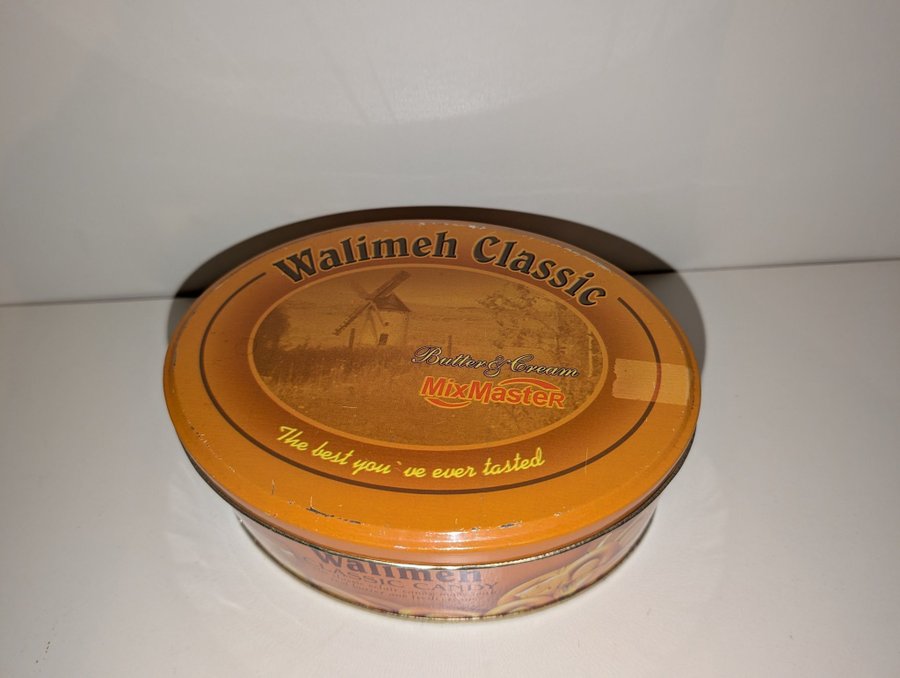 Walimeh Classic
Butter & Cream
MixMasteR
The best you`ve ever tasted
Walimeh
CLASSIC CANDY